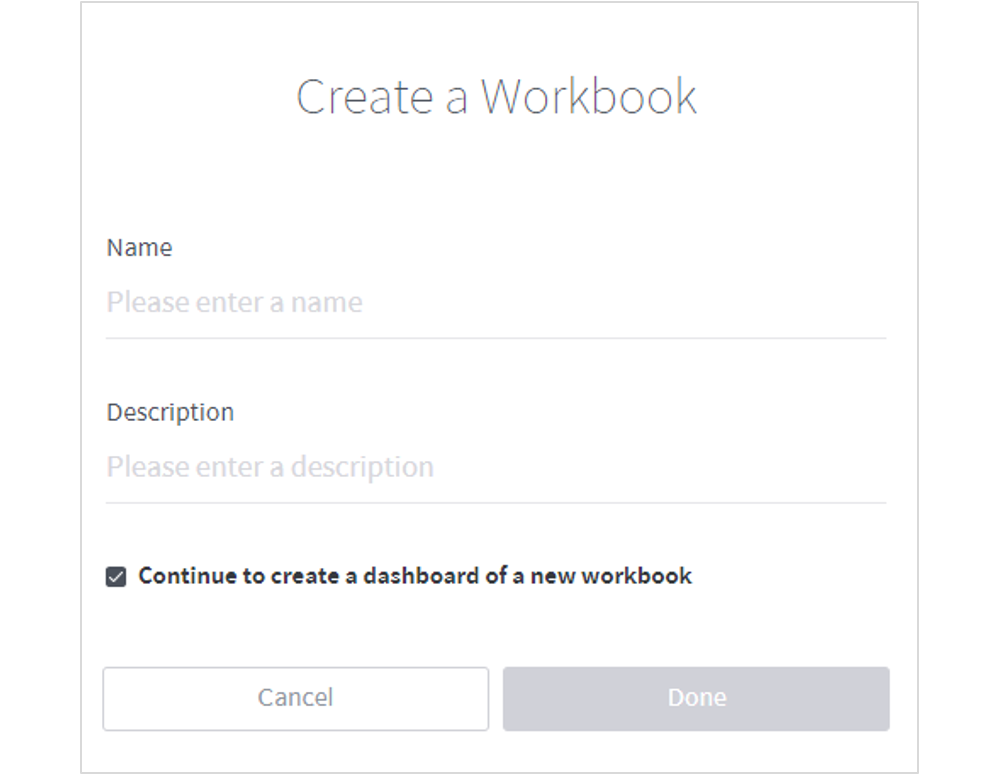 Create a Workbook
Name
Please enter a name
Description
Please enter a description
Continue to create a dashboard of a new workbook
Cancel
Done